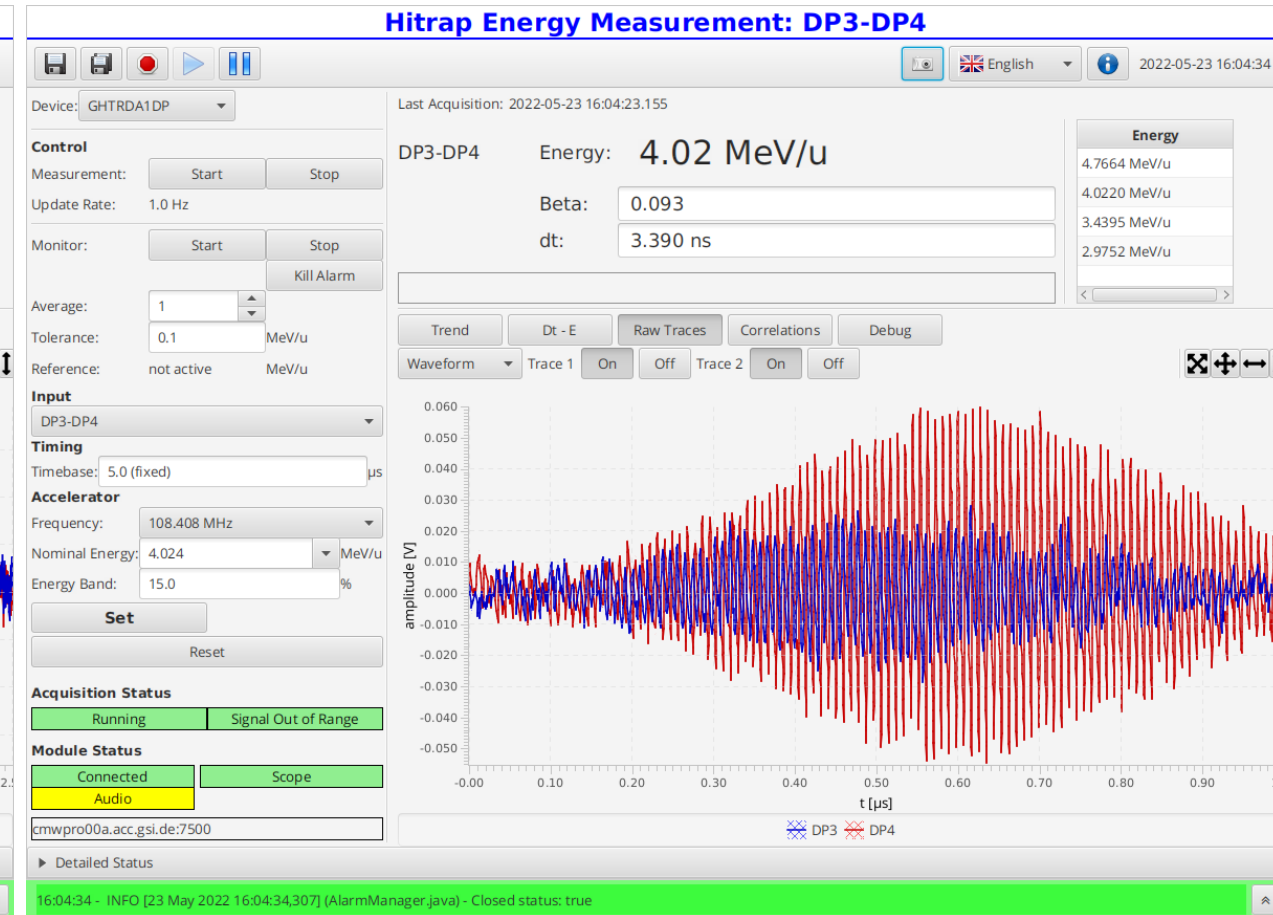 Hitrap Energy Measurement: DP3-DP4
English
2022-05-23 16:04:34
Device: GHTRDA1DP
Last Acquisition: 2022-05-23 16:04:23.155
Control
Measurement: Start Stop
Update Rate: 1.0 Hz
Monitor: Start Stop
Kill Alarm
Average: 1
Tolerance: 0.1 MeV/u
Reference: not active MeV/u
Input
DP3-DP4
Timing
Timebase: 5.0 (fixed) µs
Accelerator
Frequency: 108.408 MHz
Nominal Energy: 4.024 MeV/u
Energy Band: 15.0 %
Set
Reset
Acquisition Status
Running Signal Out of Range
Module Status
Connected Scope
Audio
cmwpro00a.acc.gsi.de:7500
DP3-DP4 Energy: 4.02 MeV/u
Beta: 0.093
dt: 3.390 ns
Energy
4.7664 MeV/u
4.0220 MeV/u
3.4395 MeV/u
2.9752 MeV/u
Trend Dt - E Raw Traces Correlations Debug
Waveform Trace 1 On Off Trace 2 On Off
amplitude [V]
0.060
0.050
0.040
0.030
0.020
0.010
0.000
-0.010
-0.020
-0.030
-0.040
-0.050
-0.00 0.10 0.20 0.30 0.40 0.50 0.60 0.70 0.80 0.90
t [µs]
DP3 DP4
Detailed Status
16:04:34 - INFO [23 May 2022 16:04:34,307] (AlarmManager.java) - Closed status: true